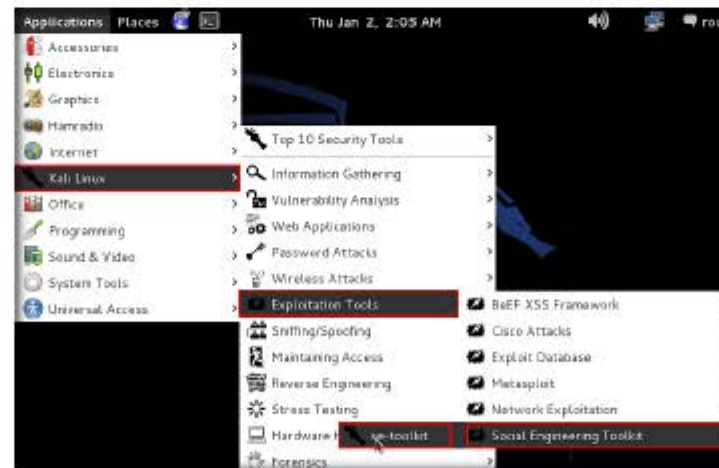 Applications Places Thu Jan 2, 2:05 AM
Accessories
Electronics
Graphics
Hamradio
Internet
Kali Linux
Office
Programming
Sound & Video
System Tools
Universal Access
Top 10 Security Tools
Information Gathering
Vulnerability Analysis
Web Applications
Password Attacks
Wireless Attacks
Exploitation Tools
Sniffing/Spoofing
Maintaining Access
Reverse Engineering
Stress Testing
Hardware
Forensics
BeEF XSS Framework
Cisco Attacks
Exploit Database
Metasploit
Network Exploitation
Social Engineering Toolkit
se-toolkit